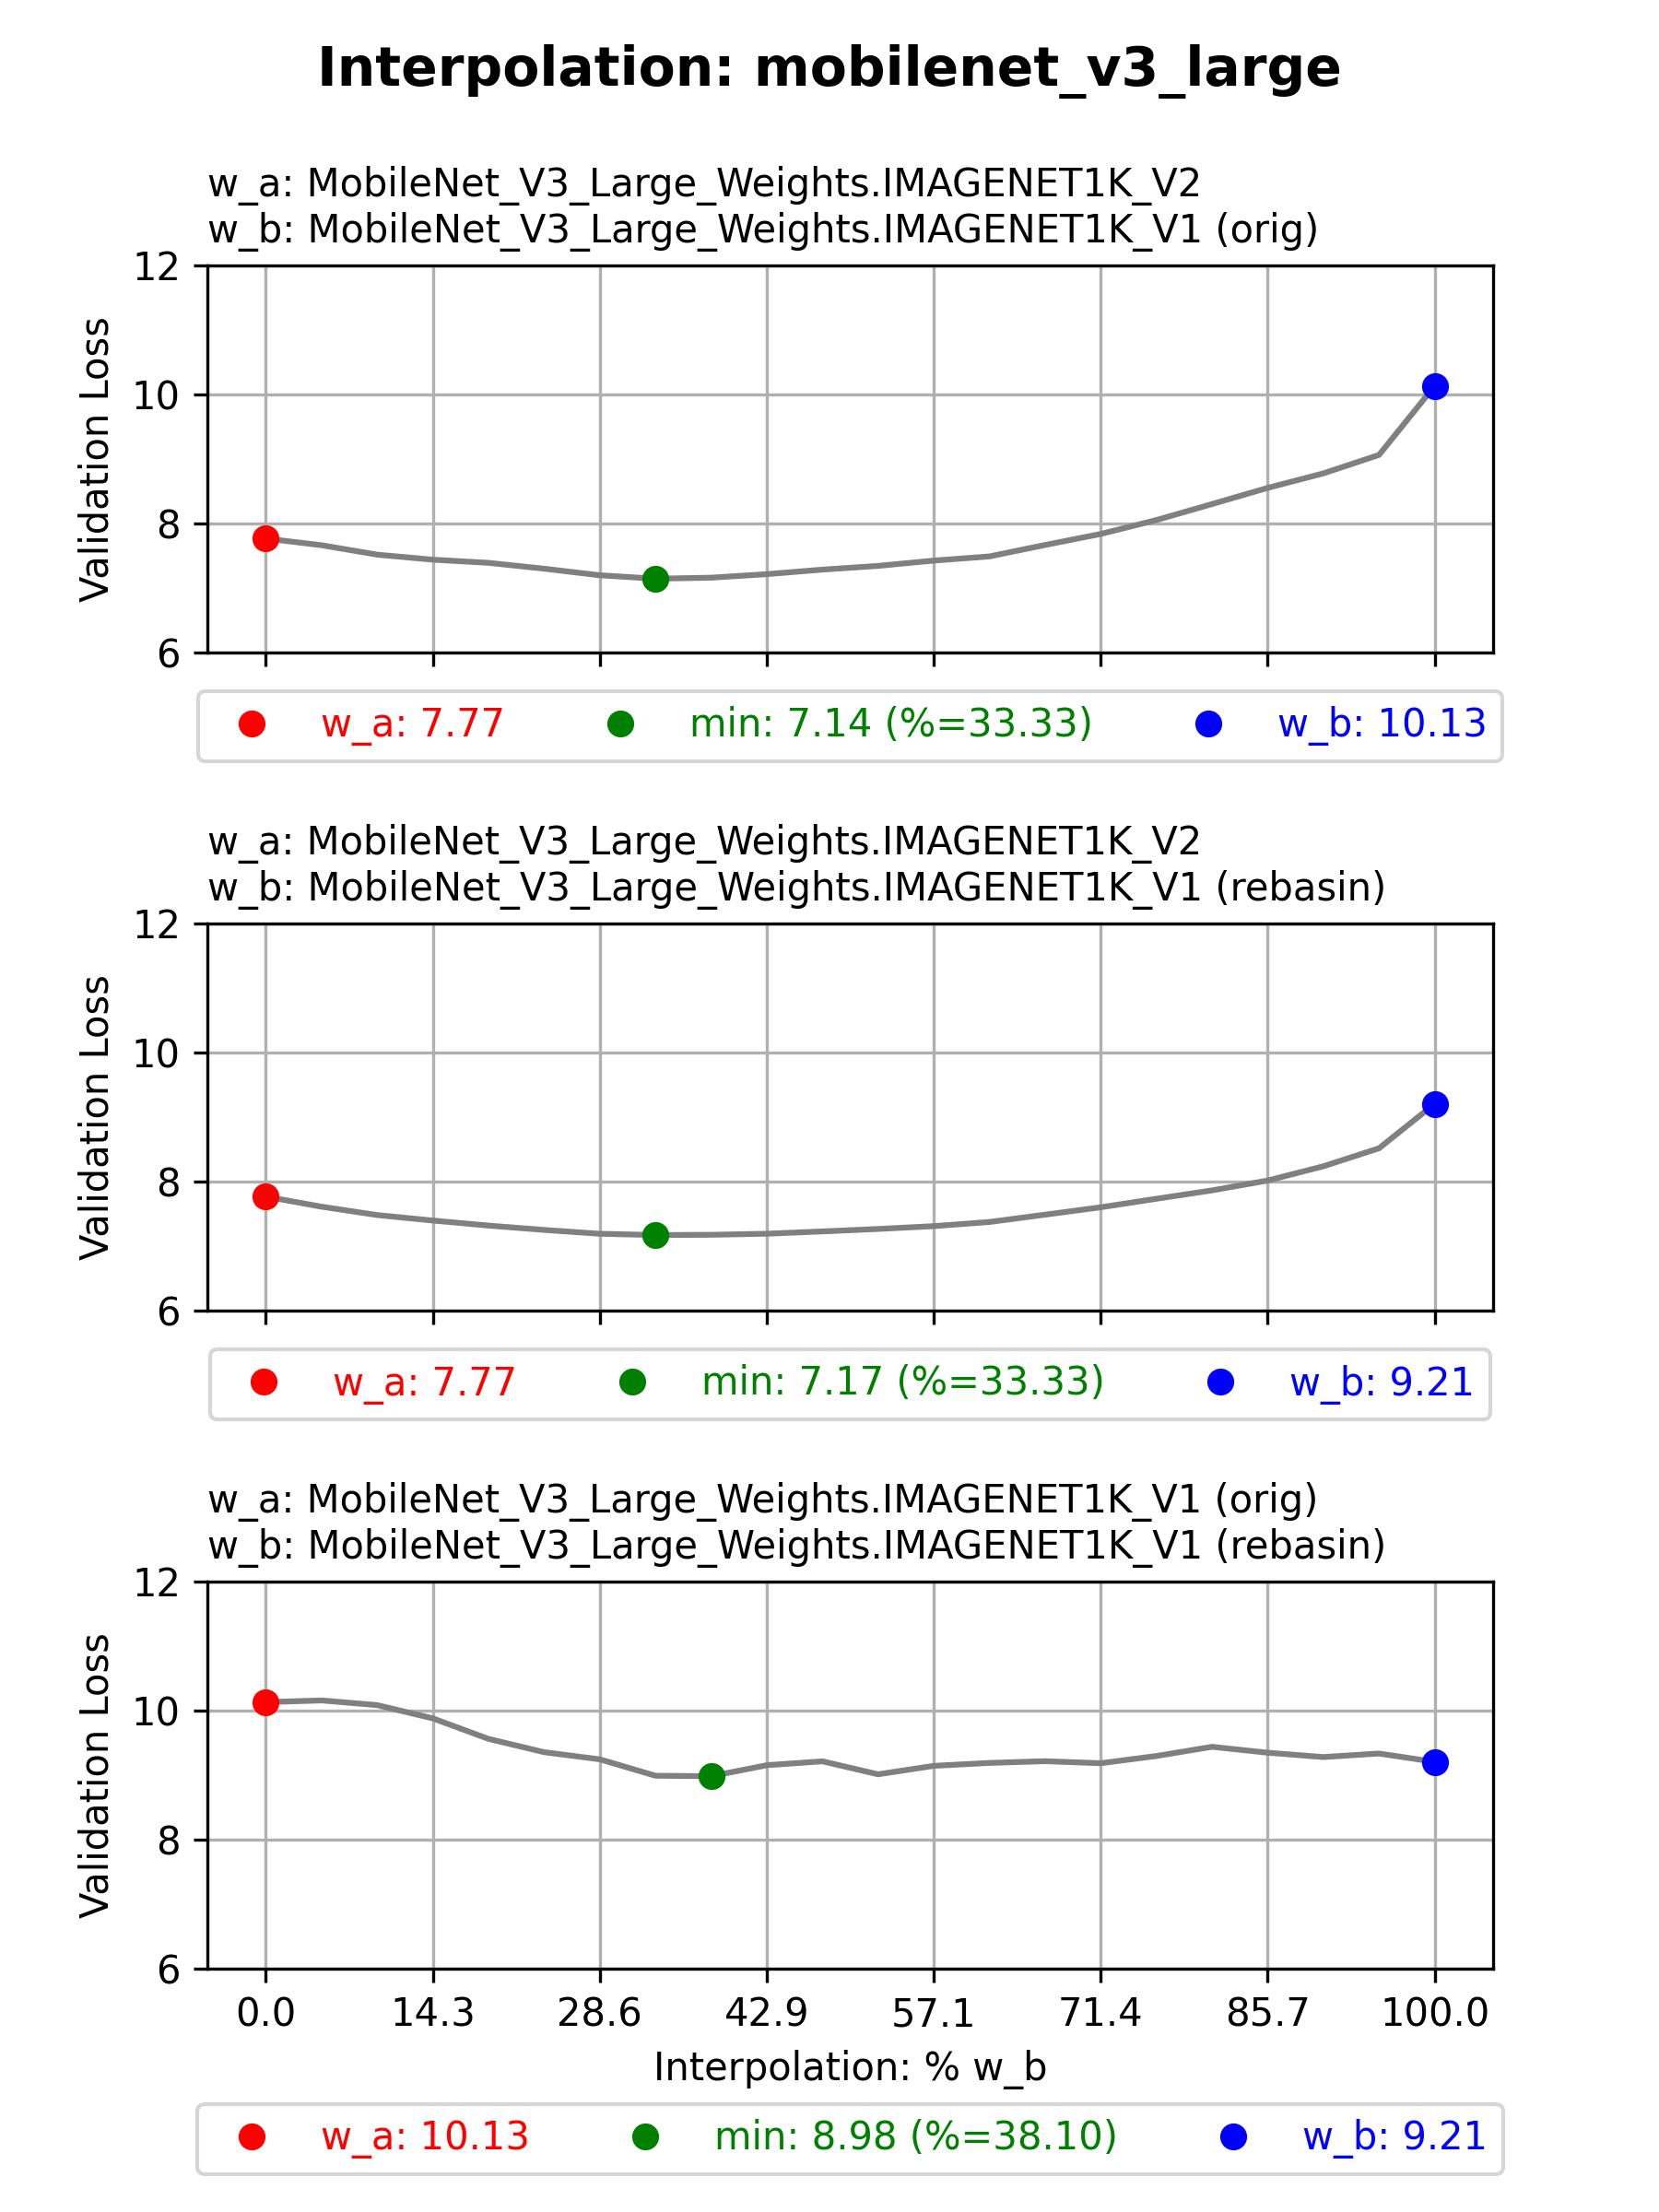 Interpolation: mobilenet_v3_large
w_a: MobileNet_V3_Large_Weights.IMAGENET1K_V2
w_b: MobileNet_V3_Large_Weights.IMAGENET1K_V1 (orig)
12
10
8
6
Validation Loss
w_a: 7.77 min: 7.14 (%=33.33) w_b: 10.13
w_a: MobileNet_V3_Large_Weights.IMAGENET1K_V2
w_b: MobileNet_V3_Large_Weights.IMAGENET1K_V1 (rebasin)
12
10
8
6
Validation Loss
w_a: 7.77 min: 7.17 (%=33.33) w_b: 9.21
w_a: MobileNet_V3_Large_Weights.IMAGENET1K_V1 (orig)
w_b: MobileNet_V3_Large_Weights.IMAGENET1K_V1 (rebasin)
12
10
8
6
Validation Loss
0.0 14.3 28.6 42.9 57.1 71.4 85.7 100.0
Interpolation: % w_b
w_a: 10.13 min: 8.98 (%=38.10) w_b: 9.21